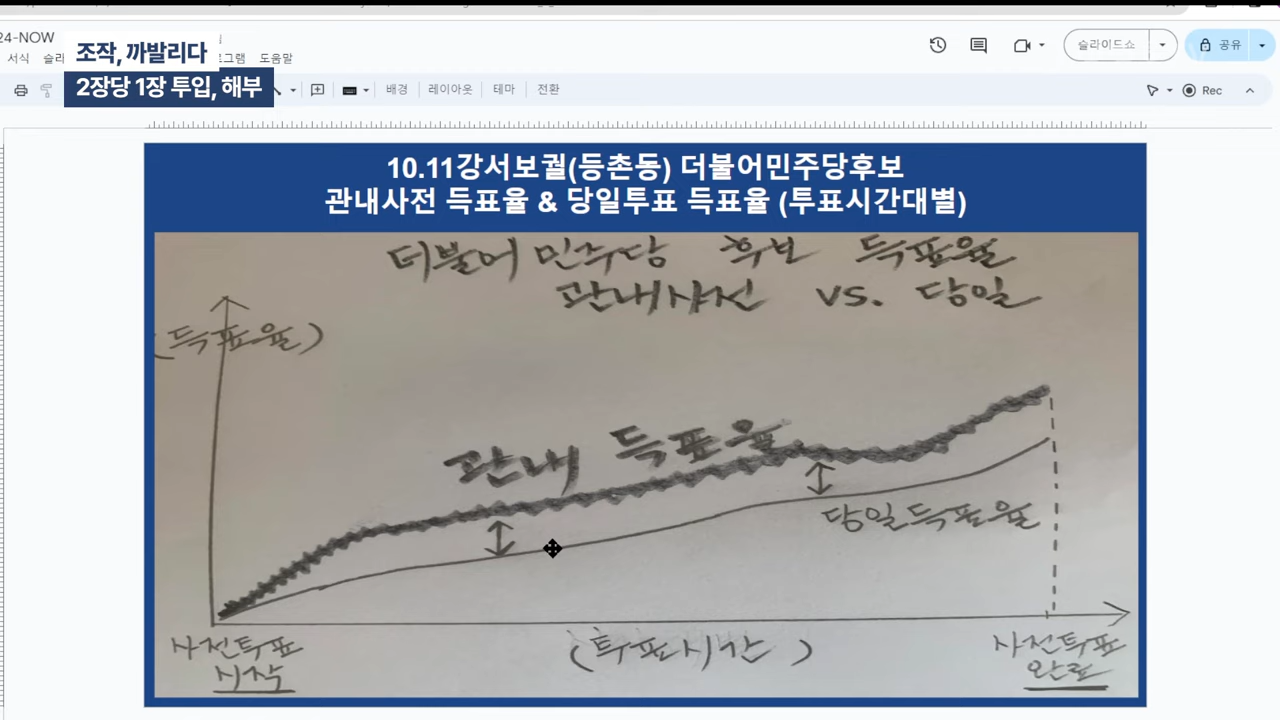 24-NOW
조작, 까발리다
서식 슬라 로그램 도움말
2장당 1장 투입, 해부
슬라이드쇼
공유
배경 레이아웃 테마 전환
Rec
10.11강서보궐(등촌동) 더불어민주당후보
관내사전 득표율 & 당일투표 득표율 (투표시간대별)
더불어민주당 후보 득표율
관내사전 vs. 당일
(득표율)
관내 득표율
당일득표율
사전투표
시작
(투표시간)
사전투표
완료